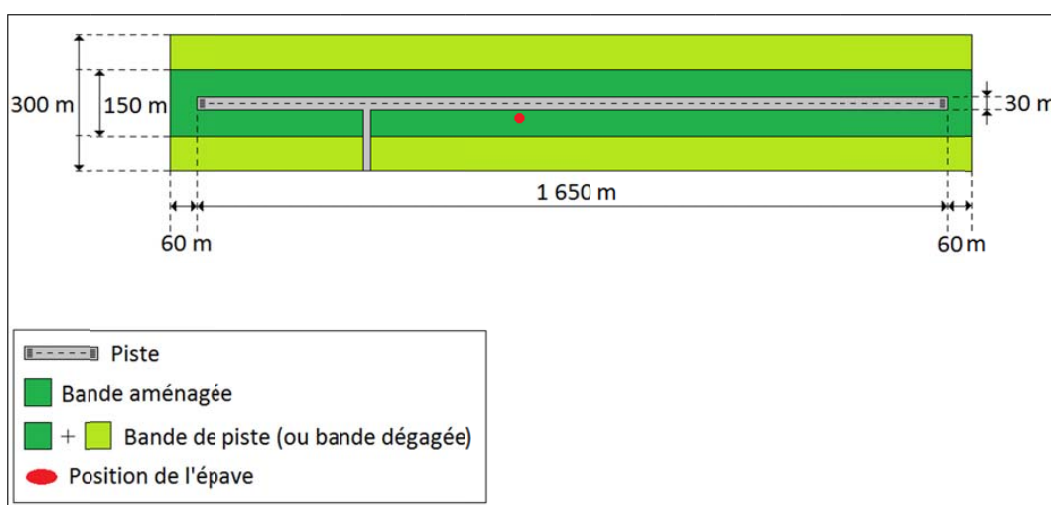 300 m
150 m
30 m
1 650 m
60 m
60 m
Piste
Bande aménagée
+ Bande de piste (ou bande dégagée)
Position de l'épave